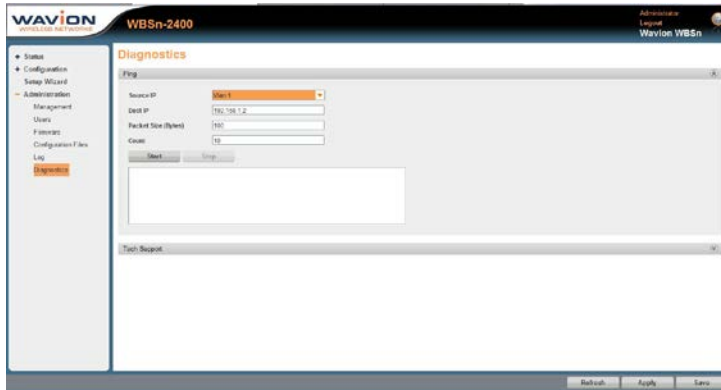 WAVION
WIRELESS NETWORKS
WBSn-2400
Administrator
Logout
Wavion WBSn
Status
Configuration
Setup Wizard
Administration
Management
Users
Firmware
Configuration Files
Log
Diagnostics
Diagnostics
Ping
Source IP
Vlan 1
Dest IP
192.168.1.2
Packet Size (Bytes)
100
Count
10
Start
Stop
Tech Support
Refresh
Apply
Save